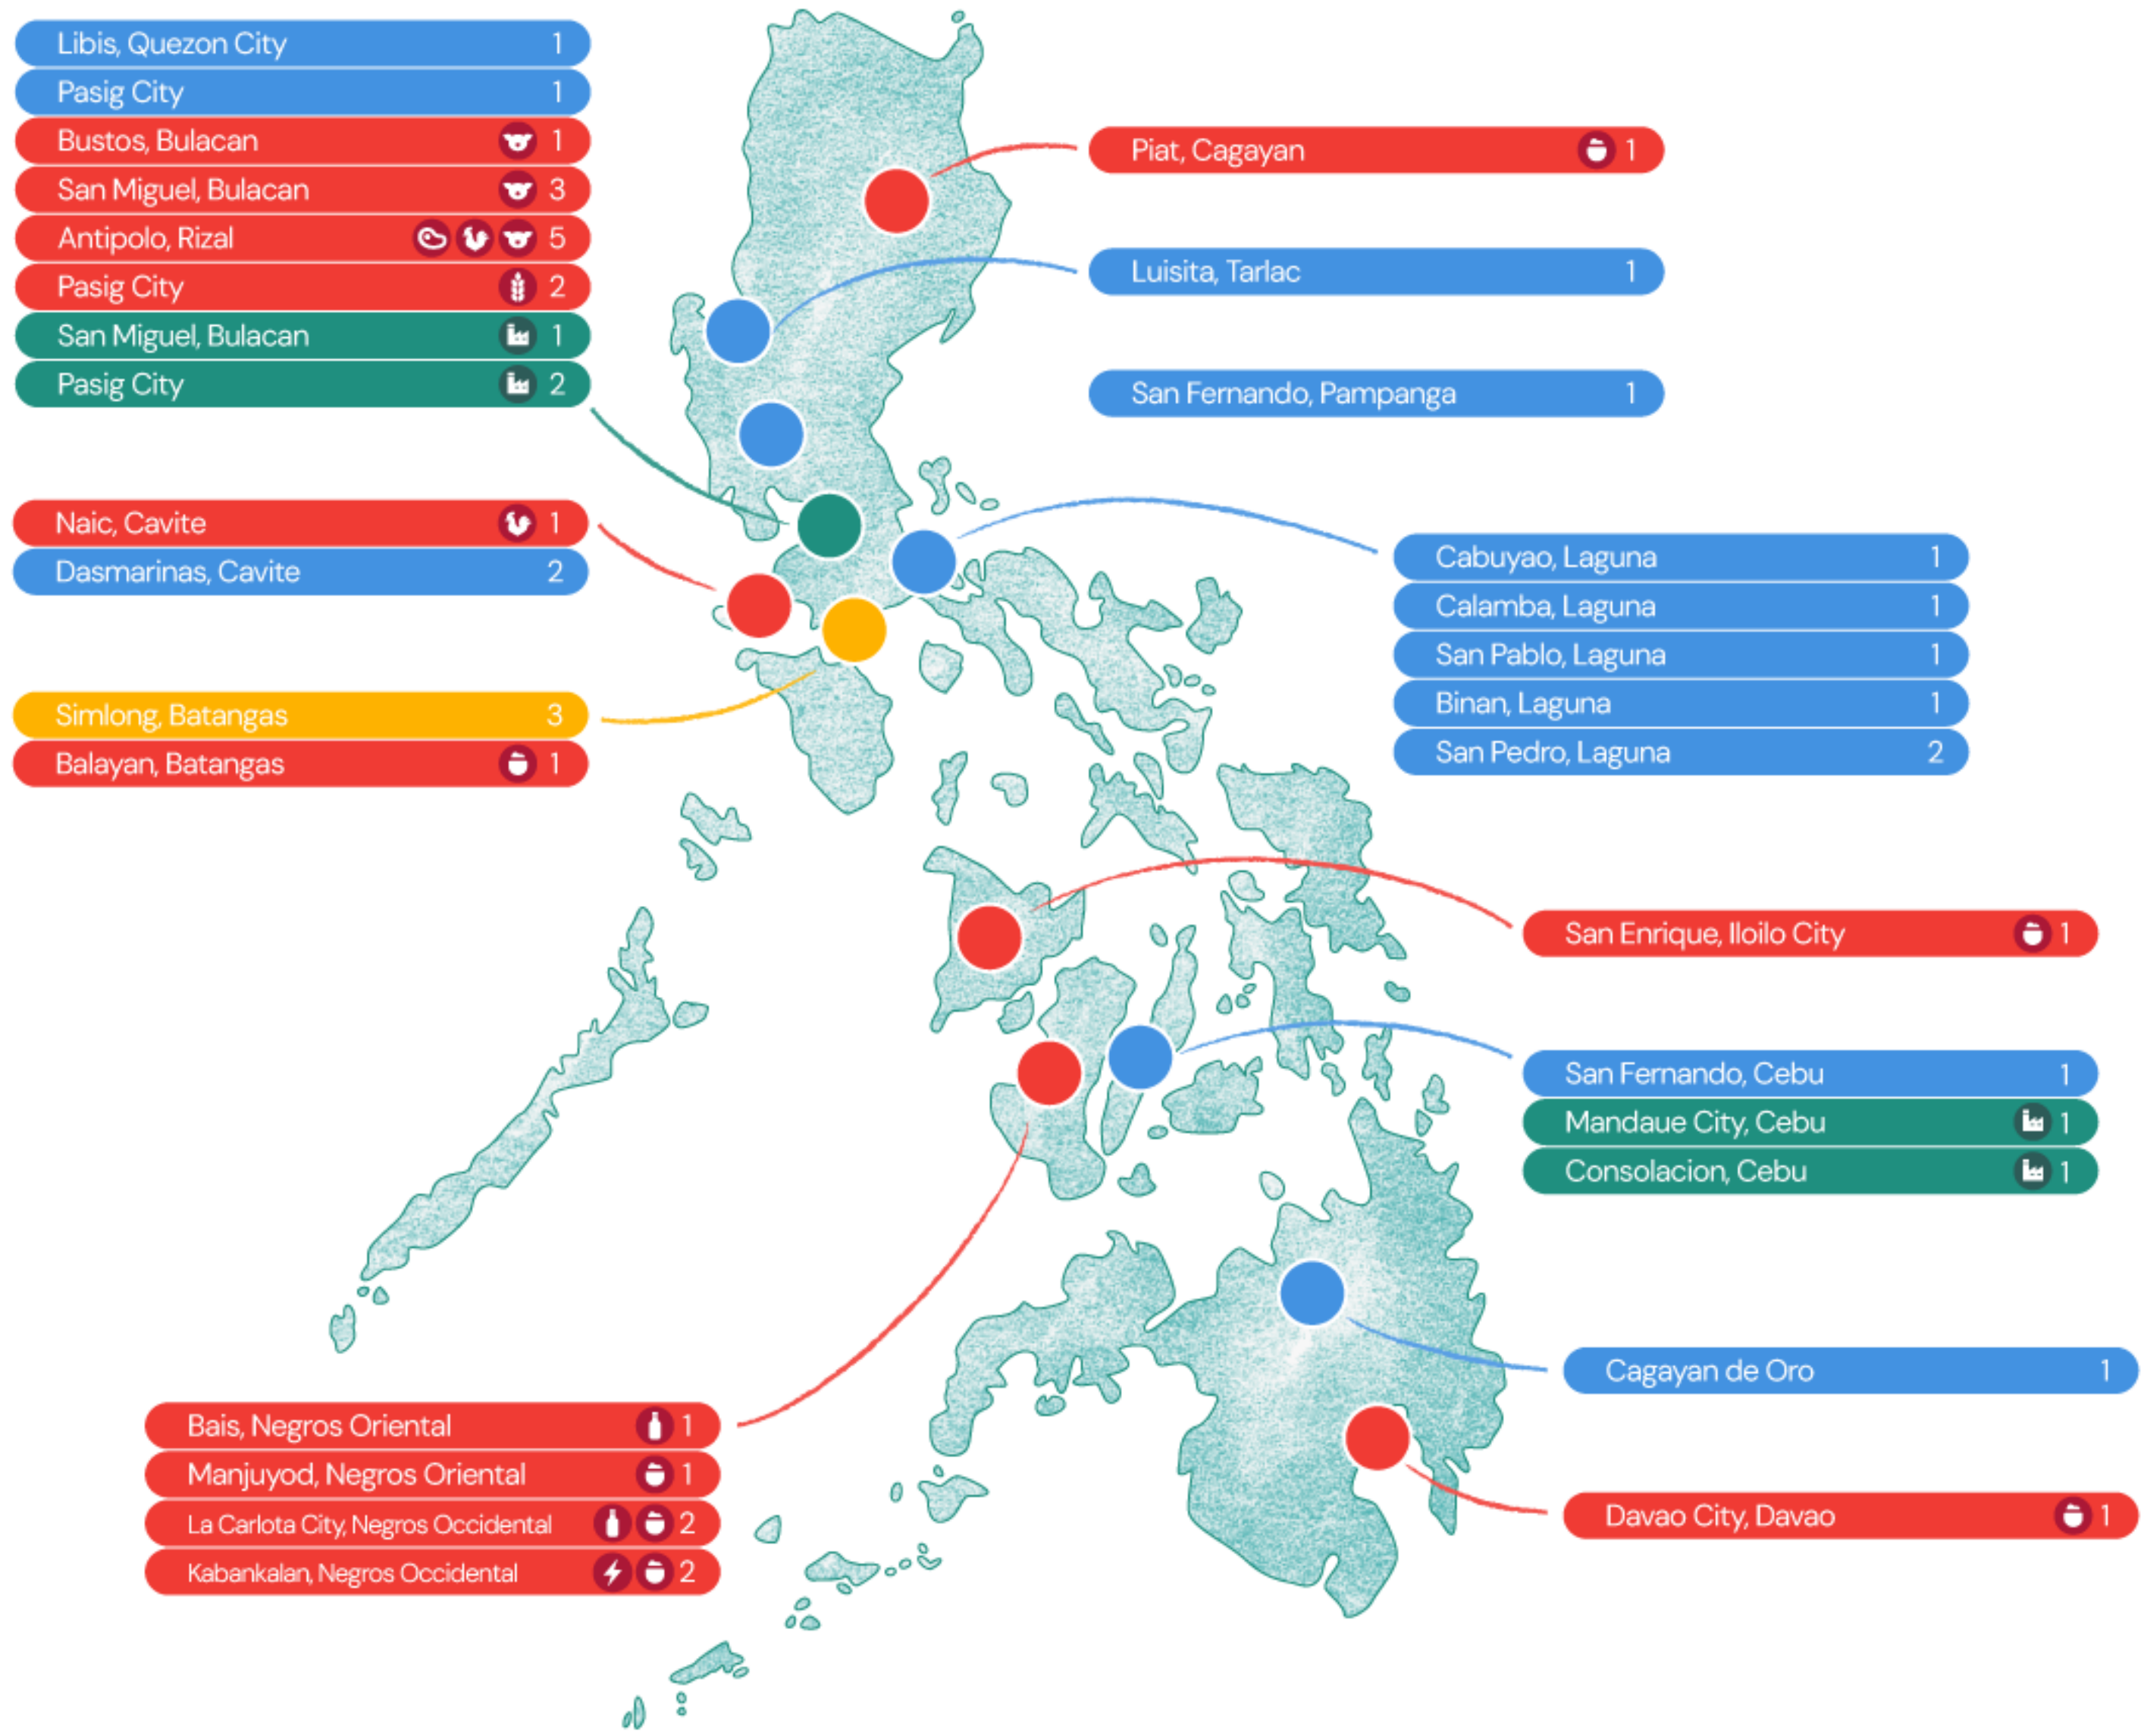 Libis, Quezon City 1
Pasig City 1
Bustos, Bulacan 1
San Miguel, Bulacan 3
Antipolo, Rizal 5
Pasig City 2
San Miguel, Bulacan 1
Pasig City 2
Piat, Cagayan 1
Luisita, Tarlac 1
San Fernando, Pampanga 1
Naic, Cavite 1
Dasmarinas, Cavite 2
Cabuyao, Laguna 1
Calamba, Laguna 1
San Pablo, Laguna 1
Binan, Laguna 1
San Pedro, Laguna 2
Simlong, Batangas 3
Balayan, Batangas 1
San Enrique, Iloilo City 1
San Fernando, Cebu 1
Mandaue City, Cebu 1
Consolacion, Cebu 1
Cagayan de Oro 1
Davao City, Davao 1
Bais, Negros Oriental 1
Manjuyod, Negros Oriental 1
La Carlota City, Negros Occidental 2
Kabankalan, Negros Occidental 2